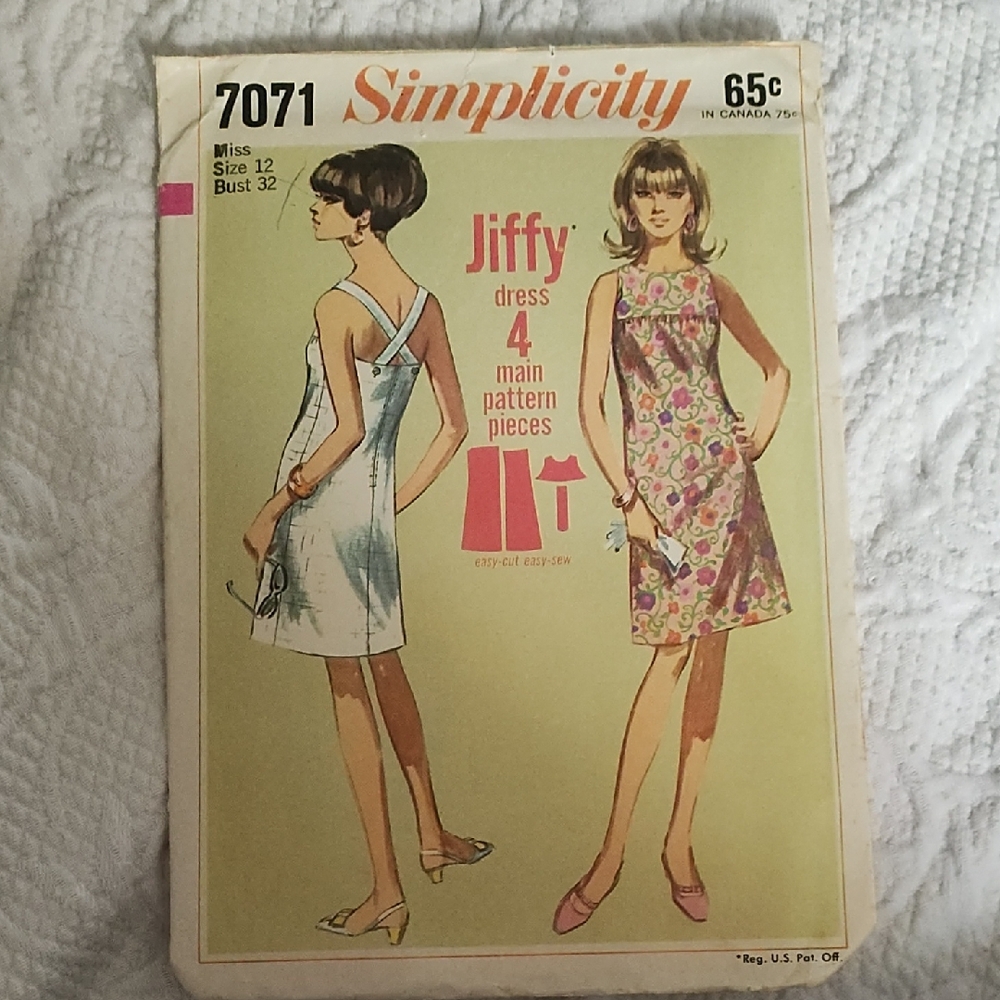 7071 Simplicity 65c
IN CANADA 75c
Miss
Size 12
Bust 32
Jiffy*
dress
4
main
pattern
pieces
easy-cut easy-sew
*Reg. U.S. Pat. Off.